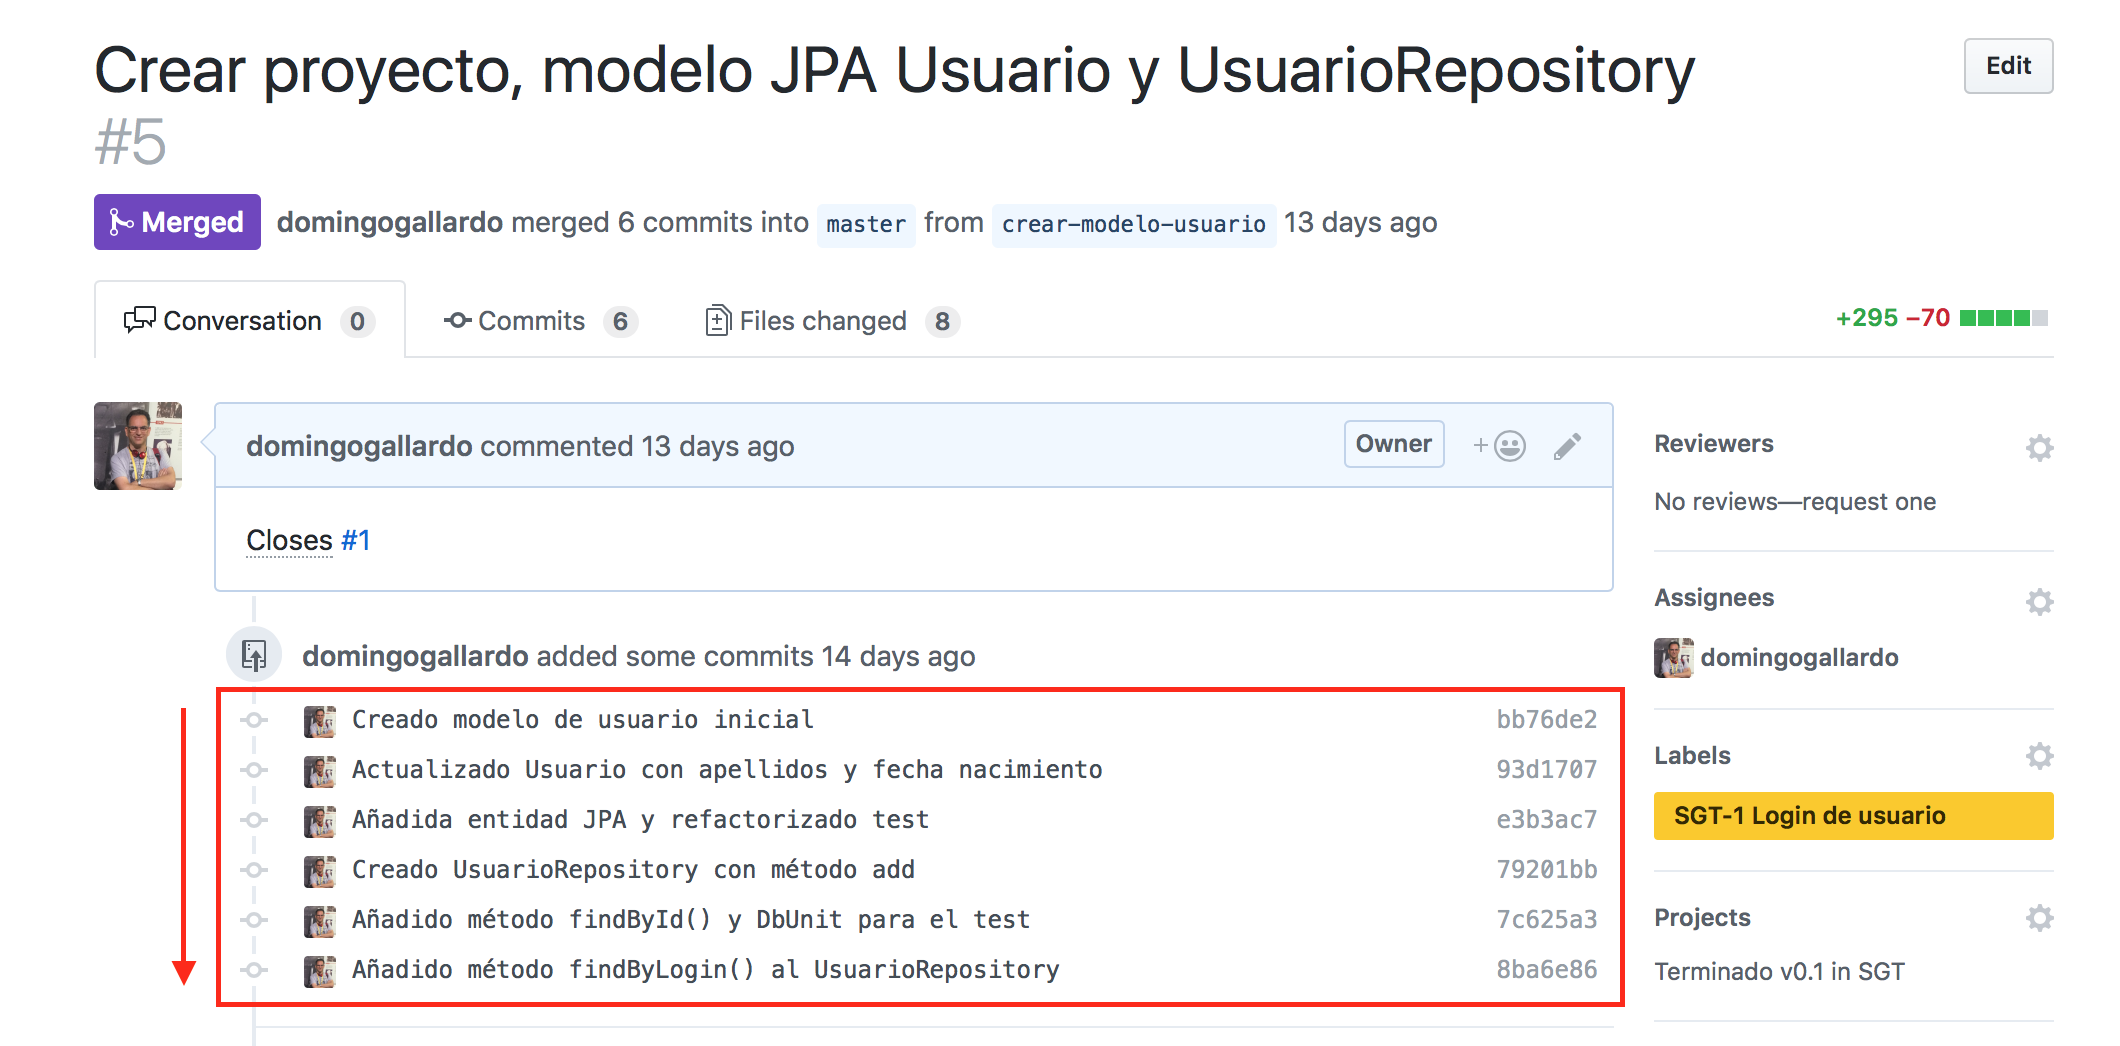 Crear proyecto, modelo JPA Usuario y UsuarioRepository
#5
Edit
Merged domingogallardo merged 6 commits into master from crear-modelo-usuario 13 days ago
Conversation 0 Commits 6 Files changed 8 +295 −70
domingogallardo commented 13 days ago Owner +
Closes #1
domingogallardo added some commits 14 days ago
Creado modelo de usuario inicial bb76de2
Actualizado Usuario con apellidos y fecha nacimiento 93d1707
Añadida entidad JPA y refactorizado test e3b3ac7
Creado UsuarioRepository con método add 79201bb
Añadido método findById() y DbUnit para el test 7c625a3
Añadido método findByLogin() al UsuarioRepository 8ba6e86
Reviewers
No reviews—request one
Assignees
domingogallardo
Labels
SGT-1 Login de usuario
Projects
Terminado v0.1 in SGT